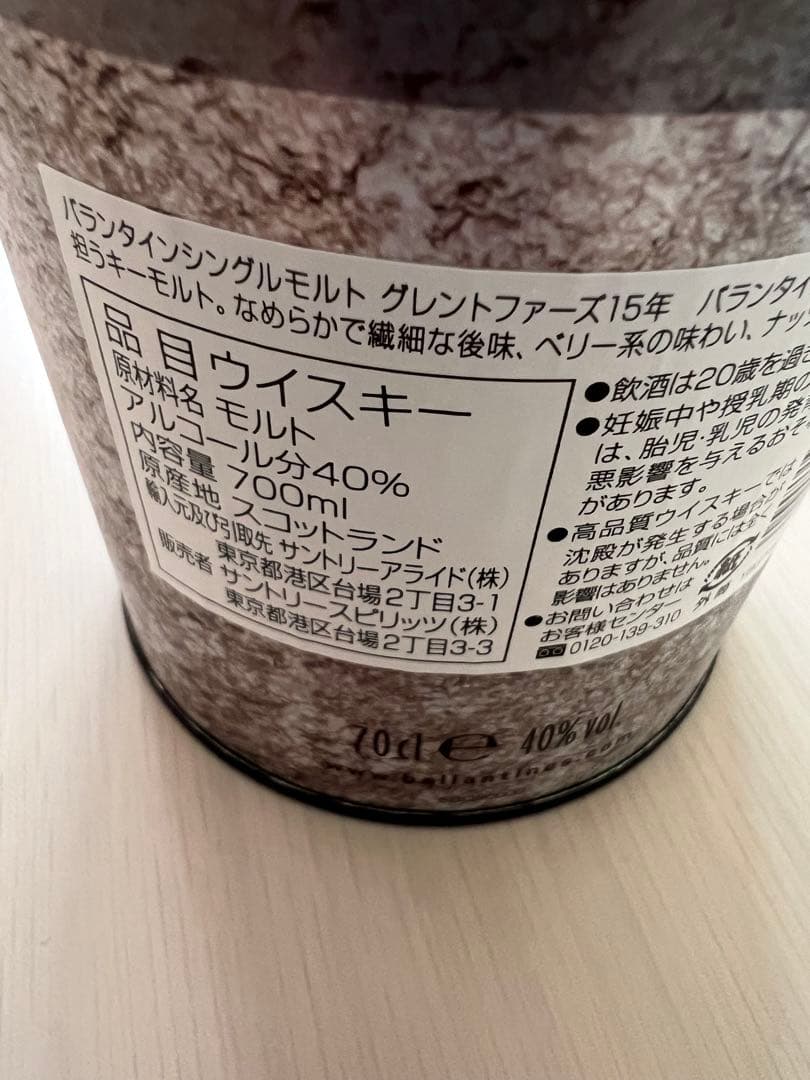 バランタインシングルモルト グレントファーズ15年 バランタイ
担うキーモルト。なめらかで繊細な後味、ベリー系の味わい、ナッ
品目 ウイスキー
原材料名 モルト
アルコール分40%
内容量 700ml
原産地 スコットランド
輸入元及び引取先 サントリーアライド(株)
東京都港区台場2丁目3-1
販売者 サントリースピリッツ(株)
東京都港区台場2丁目3-3
●飲酒は20歳を過
●妊娠中や授乳期の
は、胎児・乳児の発
悪影響を与えるおそ
があります。
●高品質ウイスキーでは
沈殿が発生する場合が
ありますが、品質には全く
影響はありません。
●お問い合わせは
お客様センター
0120-139-310
紙
外
70cl e 40% vol.
www.ballantines.com